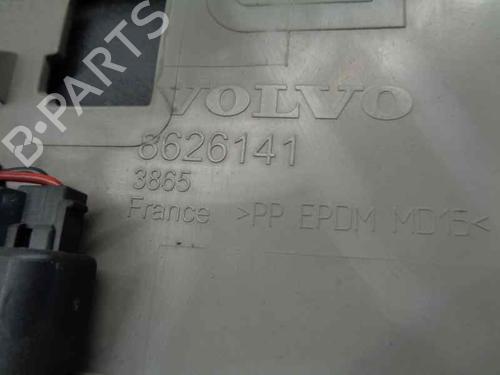 VOLVO
8626141
3865
France >PP EPDM MD15<
B-PARTS